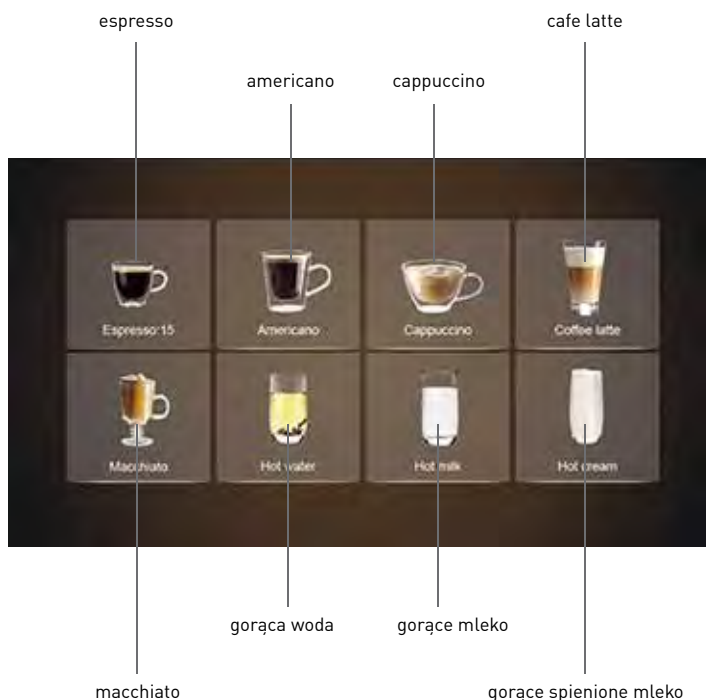 espresso
cafe latte
americano
cappuccino
Espresso 15
Americano
Cappuccino
Coffee latte
Macchiato
Hot water
Hot milk
Hot cream
gorąca woda
gorące mleko
macchiato
gorące spienione mleko